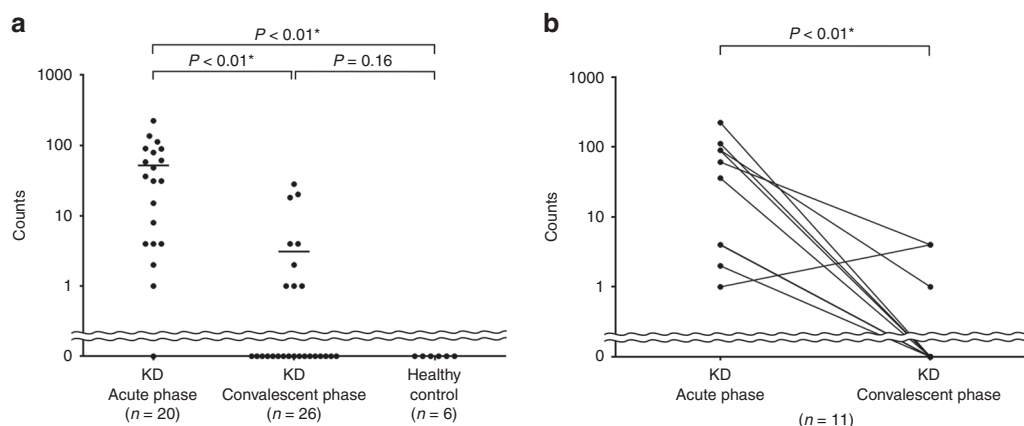 a
P < 0.01*
P < 0.01*
P = 0.16
1000
100
10
1
0
Counts
KD
Acute phase
(n = 20)
KD
Convalescent phase
(n = 26)
Healthy
control
(n = 6)
b
P < 0.01*
1000
100
10
1
0
Counts
KD
Acute phase
KD
Convalescent phase
(n = 11)